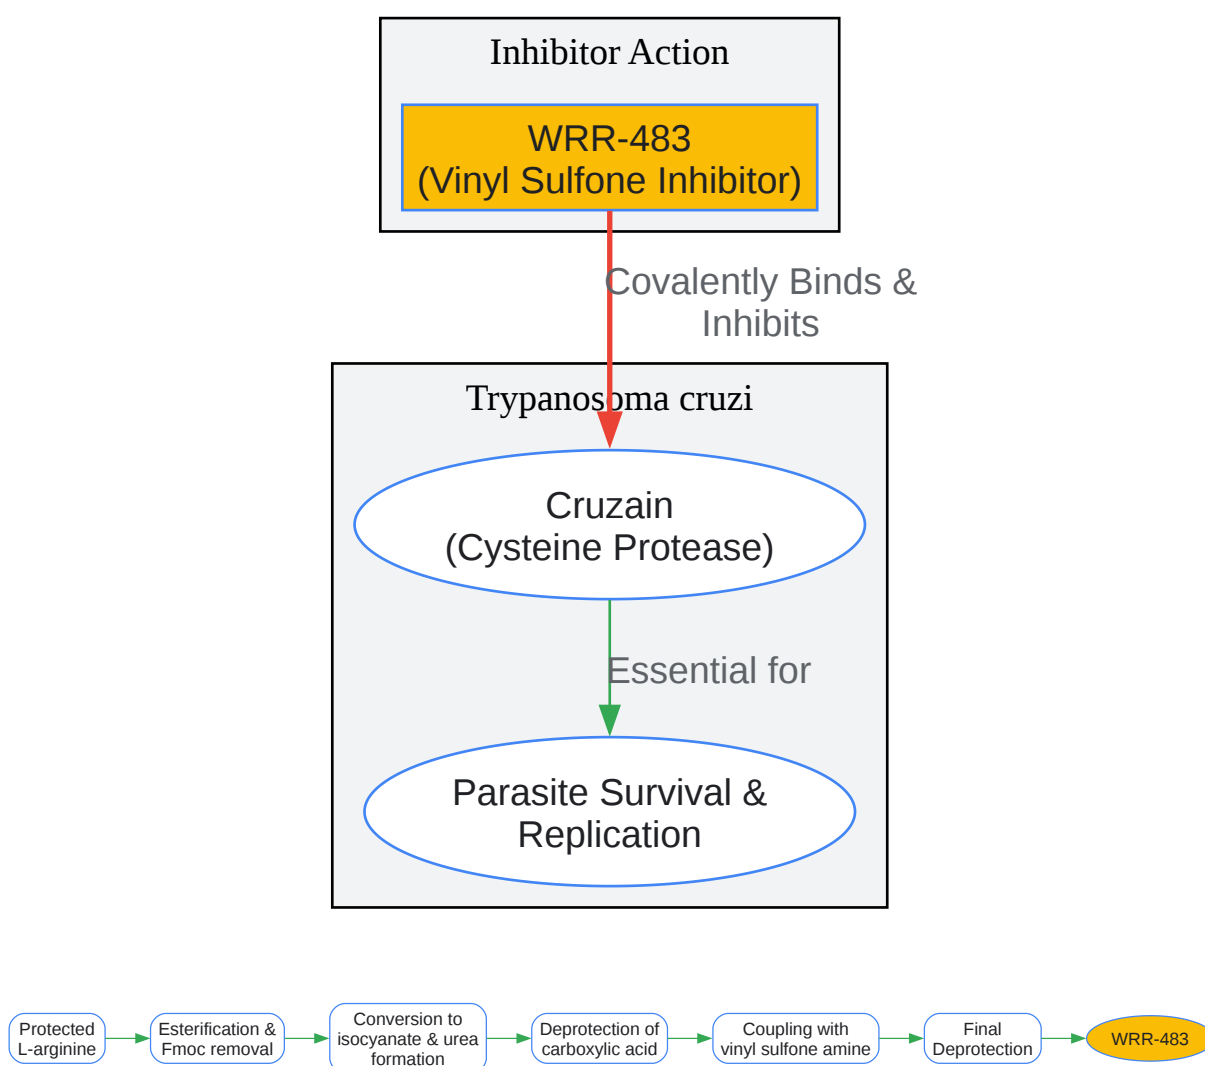 Inhibitor Action
WRR-483
(Vinyl Sulfone Inhibitor)
Covalently Binds &
Inhibits
Trypanosoma cruzi
Cruzain
(Cysteine Protease)
Essential for
Parasite Survival &
Replication
Protected
L-arginine
Esterification &
Fmoc removal
Conversion to
isocyanate & urea
formation
Deprotection of
carboxylic acid
Coupling with
vinyl sulfone amine
Final
Deprotection
WRR-483